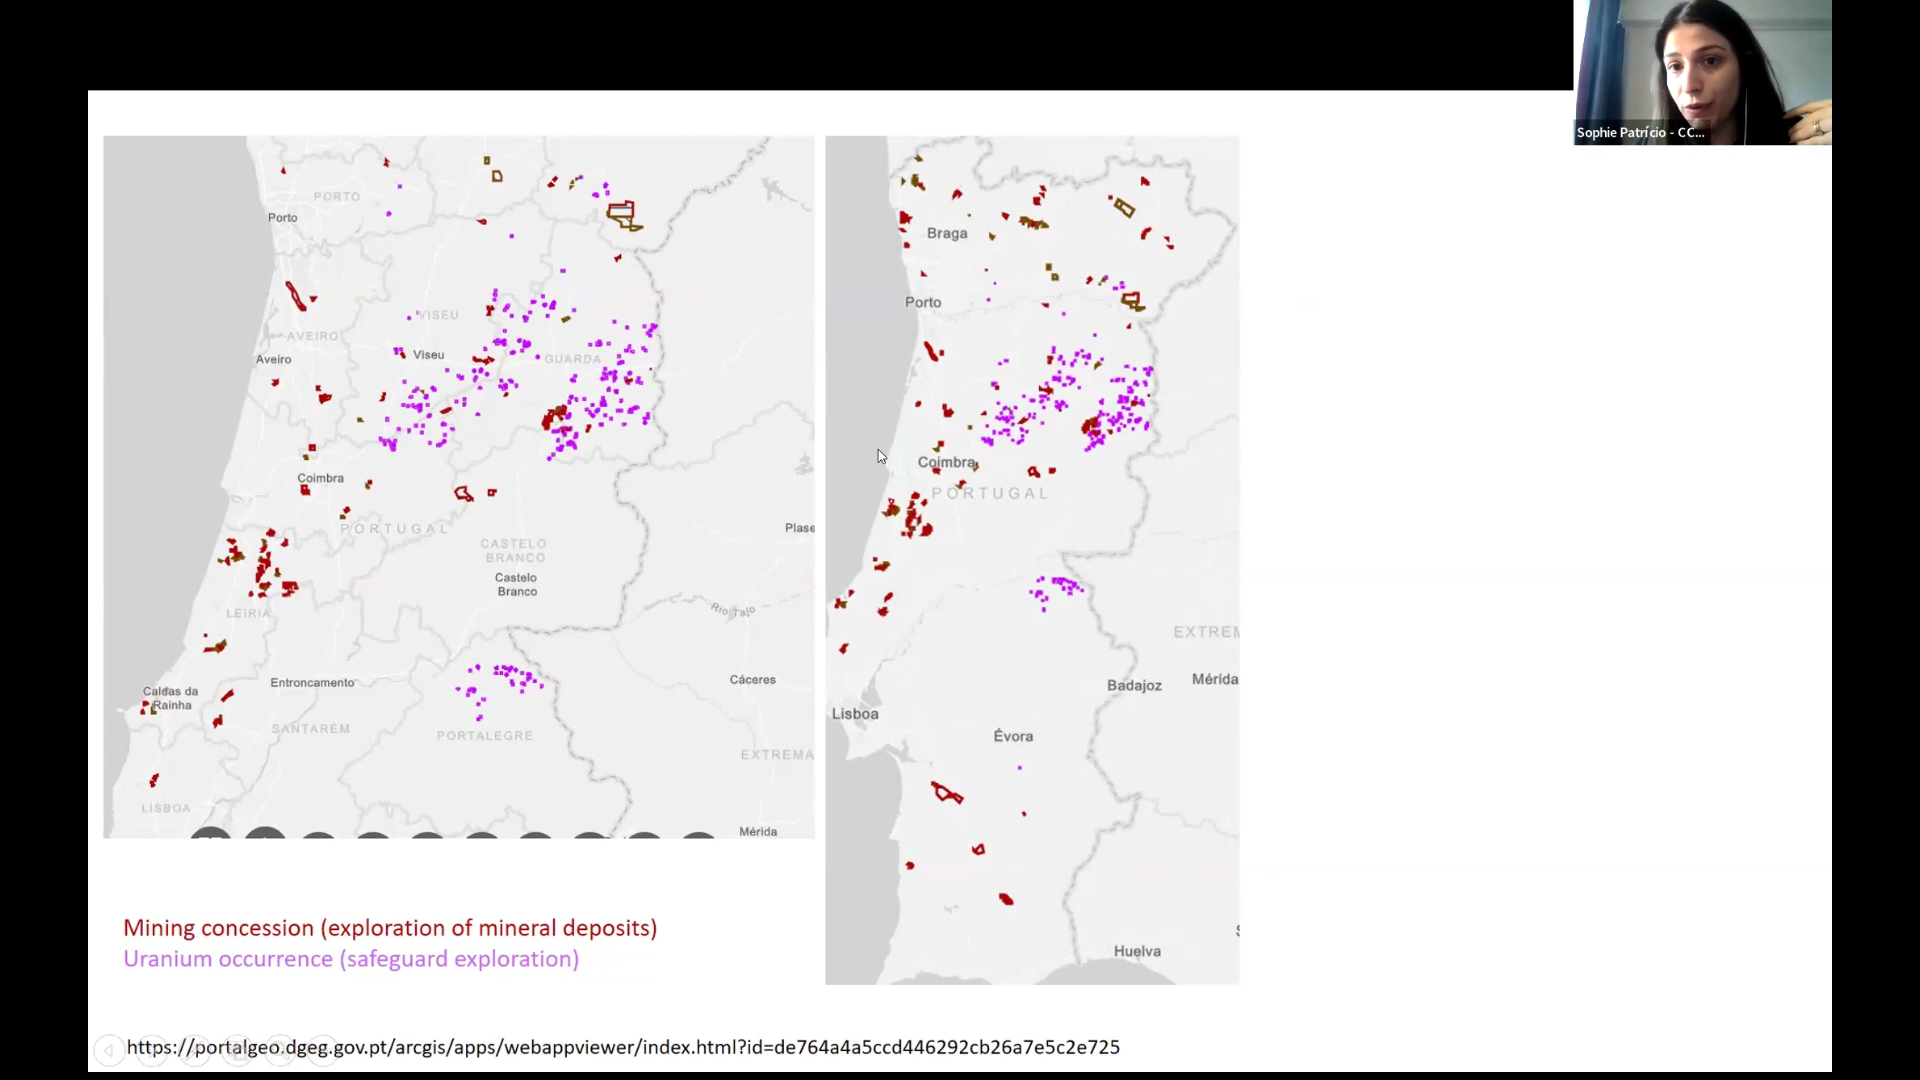 Sophie Patrício - CC...
PORTO
Porto
AVEIRO
Aveiro
VISEU
Viseu
GUARDA
Coimbra
PORTUGAL
CASTELO
BRANCO
Castelo
Branco
Plase
LEIRIA
Rio Tajo
Entroncamento
Cáceres
Caldas da
Rainha
SANTARÉM
PORTALEGRE
EXTREMA
LISBOA
Mérida
Braga
Porto
Coimbra
PORTUGAL
EXTREM
Badajoz
Mérida
Lisboa
Évora
Huelva
Mining concession (exploration of mineral deposits)
Uranium occurrence (safeguard exploration)
https://portalgeo.dgeg.gov.pt/arcgis/apps/webappviewer/index.html?id=de764a4a5ccd446292cb26a7e5c2e725